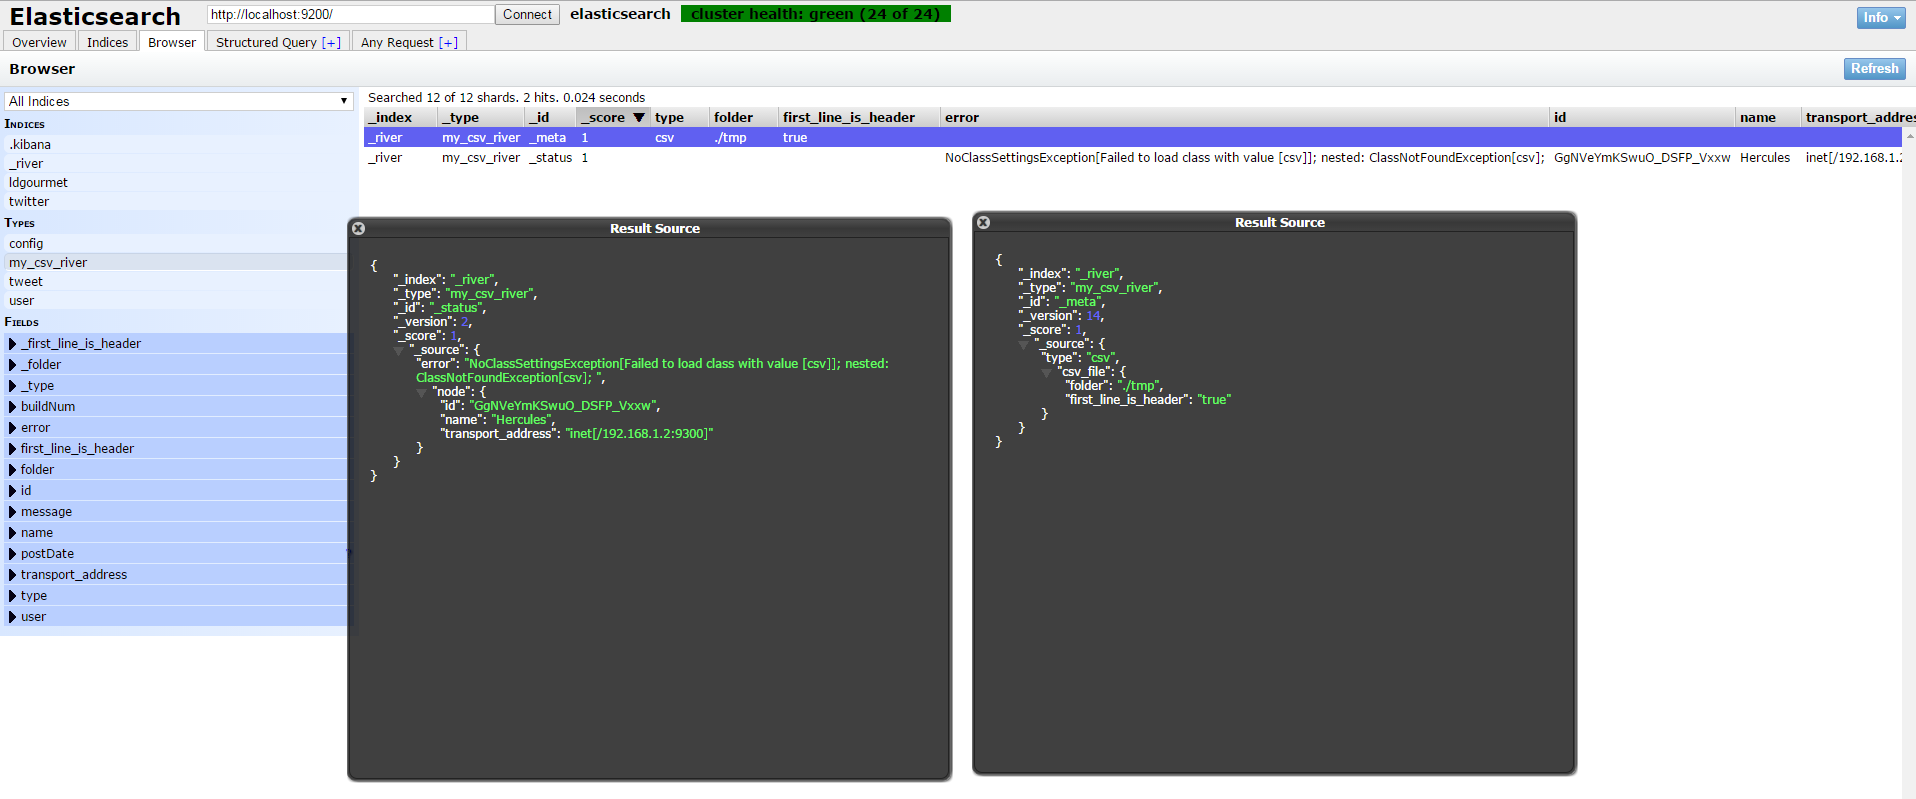 Elasticsearch http://localhost:9200/ Connect elasticsearch cluster health: green (24 of 24) Info
Overview Indices Browser Structured Query [+] Any Request [+]
Browser Refresh
All Indices
INDICES
.kibana
_river
ldgourmet
twitter
TYPES
config
my_csv_river
tweet
user
FIELDS
_first_line_is_header
_folder
_type
buildNum
error
first_line_is_header
folder
id
message
name
postDate
transport_address
type
user
Searched 12 of 12 shards. 2 hits. 0.024 seconds
_index _type _id _score ▼ type folder first_line_is_header error id name transport_addres
_river my_csv_river _meta 1 csv ./tmp true
_river my_csv_river _status 1 NoClassSettingsException[Failed to load class with value [csv]]; nested: ClassNotFoundException[csv]; GgNVeYmKSwuO_DSFP_Vxxw Hercules inet[/192.168.1.2
Result Source
{
"_index": "_river",
"_type": "my_csv_river",
"_id": "_status",
"_version": 2,
"_score": 1,
"_source": {
"error": "NoClassSettingsException[Failed to load class with value [csv]]; nested:
ClassNotFoundException[csv]; ",
"node": {
"id": "GgNVeYmKSwuO_DSFP_Vxxw",
"name": "Hercules",
"transport_address": "inet[/192.168.1.2:9300]"
}
}
}
Result Source
{
"_index": "_river",
"_type": "my_csv_river",
"_id": "_meta",
"_version": 14,
"_score": 1,
"_source": {
"type": "csv",
"csv_file": {
"folder": "./tmp",
"first_line_is_header": "true"
}
}
}